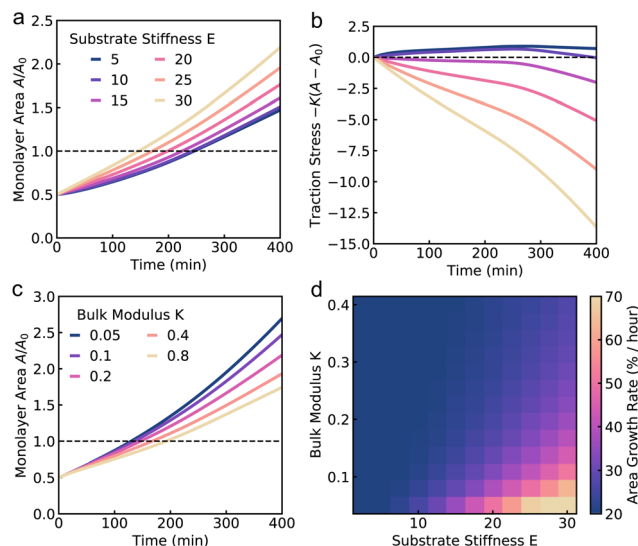 a
Substrate Stiffness E
5 20
10 25
15 30
Monolayer Area A/A₀
2.5
2.0
1.5
1.0
0.5
0.0
0 100 200 300 400
Time (min)
b
Traction Stress −K(A − A₀)
2.5
0.0
−2.5
−5.0
−7.5
−10.0
−12.5
−15.0
0 100 200 300 400
Time (min)
c
Bulk Modulus K
0.05 0.4
0.1 0.8
0.2
Monolayer Area A/A₀
3.0
2.5
2.0
1.5
1.0
0.5
0.0
0 100 200 300 400
Time (min)
d
Bulk Modulus K
0.4
0.3
0.2
0.1
10 20 30
Substrate Stiffness E
70
60
50
40
30
20
Area Growth Rate (% / hour)